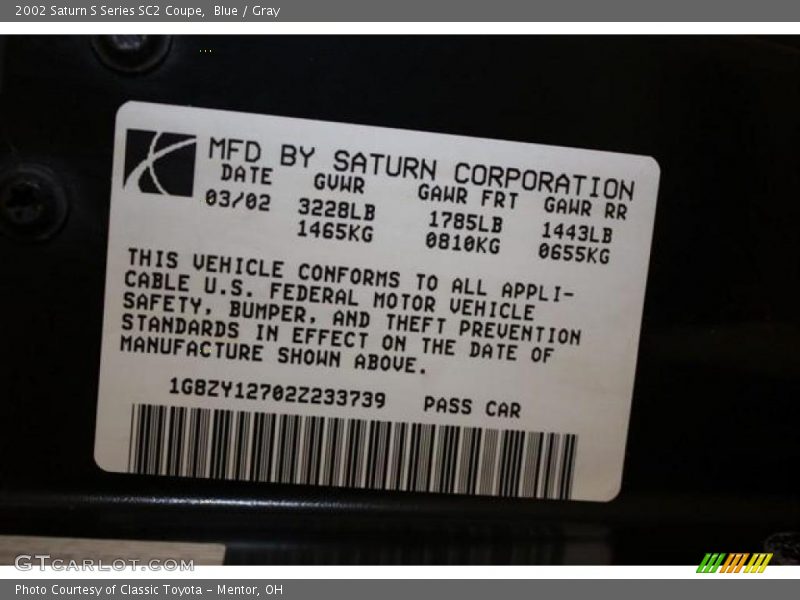 2002 Saturn S Series SC2 Coupe, Blue / Gray
MFD BY SATURN CORPORATION
DATE GVWR GAWR FRT GAWR RR
03/02 3228LB 1785LB 1443LB
1465KG 0810KG 0655KG
THIS VEHICLE CONFORMS TO ALL APPLI-
CABLE U.S. FEDERAL MOTOR VEHICLE
SAFETY, BUMPER, AND THEFT PREVENTION
STANDARDS IN EFFECT ON THE DATE OF
MANUFACTURE SHOWN ABOVE.
1G8ZY12702Z233739 PASS CAR
GTCARLOT.COM
Photo Courtesy of Classic Toyota - Mentor, OH